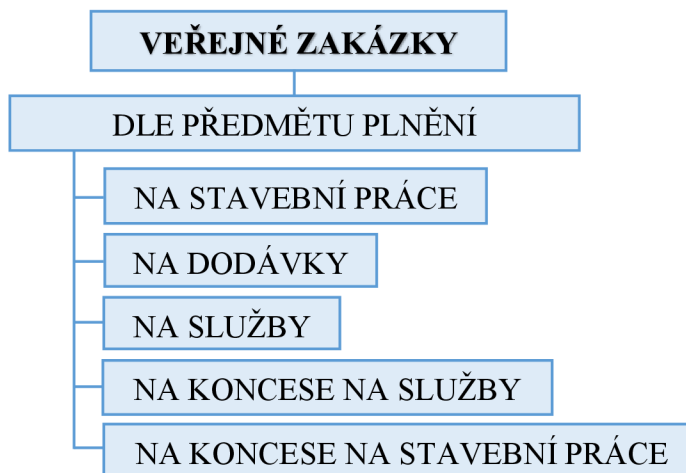 VEŘEJNÉ ZAKÁZKY
DLE PŘEDMĚTU PLNĚNÍ
NA STAVEBNÍ PRÁCE
NA DODÁVKY
NA SLUŽBY
NA KONCESE NA SLUŽBY
NA KONCESE NA STAVEBNÍ PRÁCE